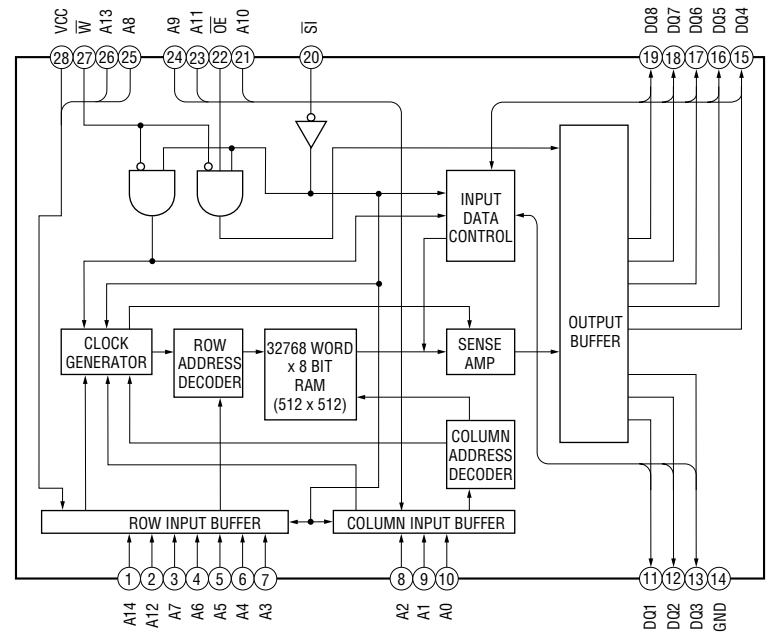 VCC
W
A13
A8
A9
A11
OE
A10
SI
DQ8
DQ7
DQ6
DQ5
DQ4
28
27
26
25
24
23
22
21
20
19
18
17
16
15
INPUT
DATA
CONTROL
OUTPUT
BUFFER
CLOCK
GENERATOR
ROW
ADDRESS
DECODER
32768 WORD
x 8 BIT
RAM
(512 x 512)
SENSE
AMP
COLUMN
ADDRESS
DECODER
ROW INPUT BUFFER
COLUMN INPUT BUFFER
1
2
3
4
5
6
7
8
9
10
11
12
13
14
A14
A12
A7
A6
A5
A4
A3
A2
A1
A0
DQ1
DQ2
DQ3
GND